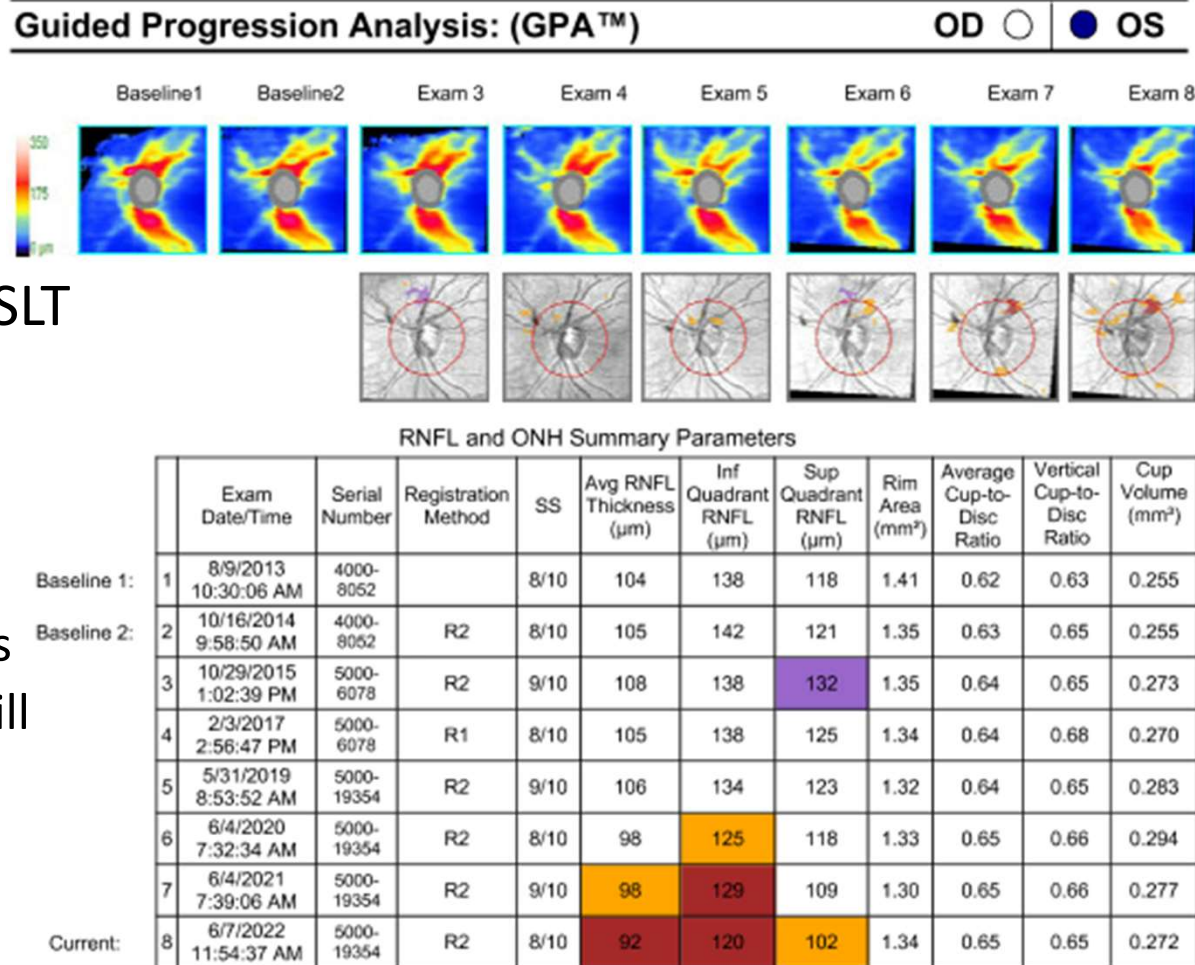 Guided Progression Analysis: (GPA™) OD OS
Baseline1 Baseline2 Exam 3 Exam 4 Exam 5 Exam 6 Exam 7 Exam 8
350
175
0 µm
SLT
s
ill
RNFL and ONH Summary Parameters
Exam Date/Time Serial Number Registration Method SS Avg RNFL Thickness (µm) Inf Quadrant RNFL (µm) Sup Quadrant RNFL (µm) Rim Area (mm²) Average Cup-to-Disc Ratio Vertical Cup-to-Disc Ratio Cup Volume (mm³)
Baseline 1: 1 8/9/2013 10:30:06 AM 4000-8052 8/10 104 138 118 1.41 0.62 0.63 0.255
Baseline 2: 2 10/16/2014 9:58:50 AM 4000-8052 R2 8/10 105 142 121 1.35 0.63 0.65 0.255
3 10/29/2015 1:02:39 PM 5000-6078 R2 9/10 108 138 132 1.35 0.64 0.65 0.273
4 2/3/2017 2:56:47 PM 5000-6078 R1 8/10 105 138 125 1.34 0.64 0.68 0.270
5 5/31/2019 8:53:52 AM 5000-19354 R2 9/10 106 134 123 1.32 0.64 0.65 0.283
6 6/4/2020 7:32:34 AM 5000-19354 R2 8/10 98 125 118 1.33 0.65 0.66 0.294
7 6/4/2021 7:39:06 AM 5000-19354 R2 9/10 98 129 109 1.30 0.65 0.66 0.277
Current: 8 6/7/2022 11:54:37 AM 5000-19354 R2 8/10 92 120 102 1.34 0.65 0.65 0.272